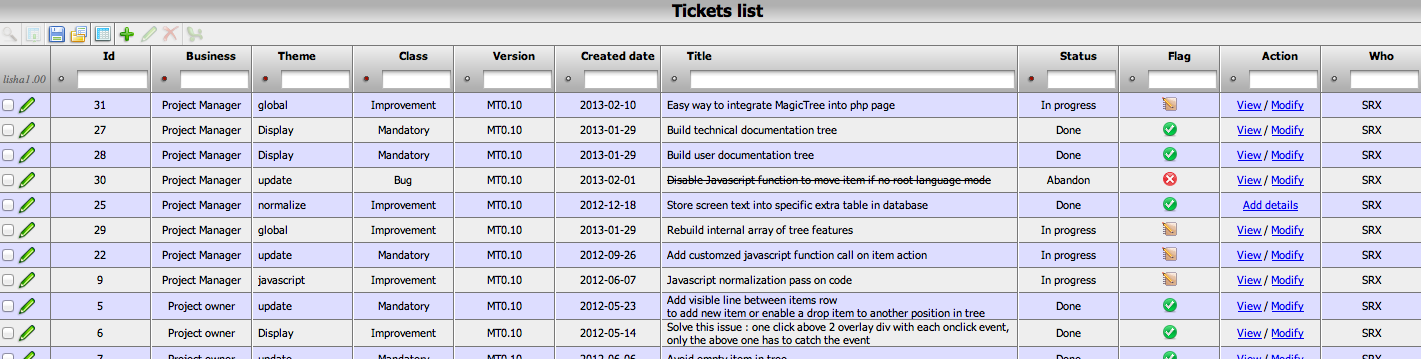 Tickets list
Id Business Theme Class Version Created date Title Status Flag Action Who
lisha1.00
31 Project Manager global Improvement MT0.10 2013-02-10 Easy way to integrate MagicTree into php page In progress View / Modify SRX
27 Project Manager Display Mandatory MT0.10 2013-01-29 Build technical documentation tree Done View / Modify SRX
28 Project Manager Display Mandatory MT0.10 2013-01-29 Build user documentation tree Done View / Modify SRX
30 Project Manager update Bug MT0.10 2013-02-01 Disable Javascript function to move item if no root language mode Abandon View / Modify SRX
25 Project Manager normalize Improvement MT0.10 2012-12-18 Store screen text into specific extra table in database Done Add details SRX
29 Project Manager global Improvement MT0.10 2013-01-29 Rebuild internal array of tree features In progress View / Modify SRX
22 Project Manager update Mandatory MT0.10 2012-09-26 Add customzed javascript function call on item action In progress View / Modify SRX
9 Project Manager javascript Improvement MT0.10 2012-06-07 Javascript normalization pass on code In progress View / Modify SRX
5 Project owner update Mandatory MT0.10 2012-05-23 Add visible line between items row
to add new item or enable a drop item to another position in tree Done View / Modify SRX
6 Project owner Display Improvement MT0.10 2012-05-14 Solve this issue : one click above 2 overlay div with each onclick event,
only the above one has to catch the event Done View / Modify SRX
7 Project owner update Mandatory MT0.10 2012-06-06 Avoid empty item in tree Done View / Modify SRX